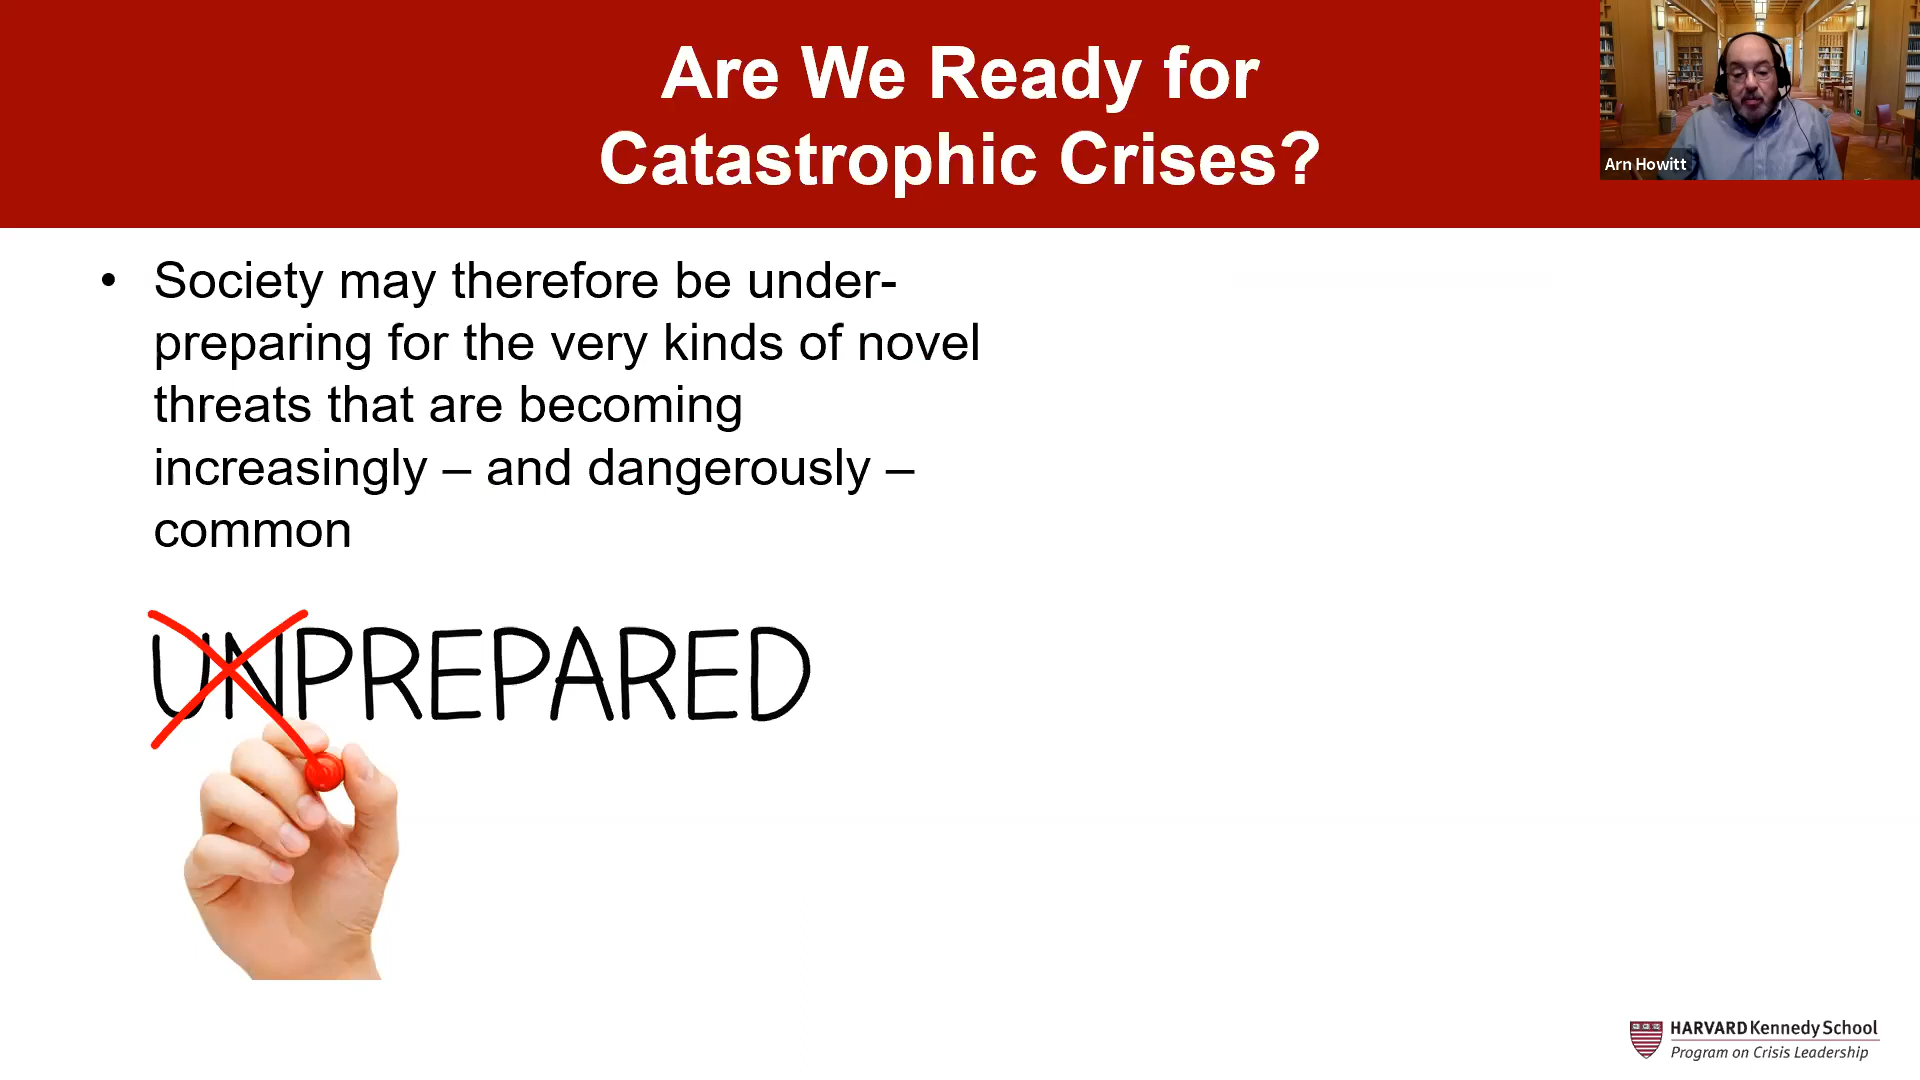 Are We Ready for
Catastrophic Crises?
Arn Howitt
• Society may therefore be under-
preparing for the very kinds of novel
threats that are becoming
increasingly – and dangerously –
common
UNPREPARED
HARVARD Kennedy School
Program on Crisis Leadership